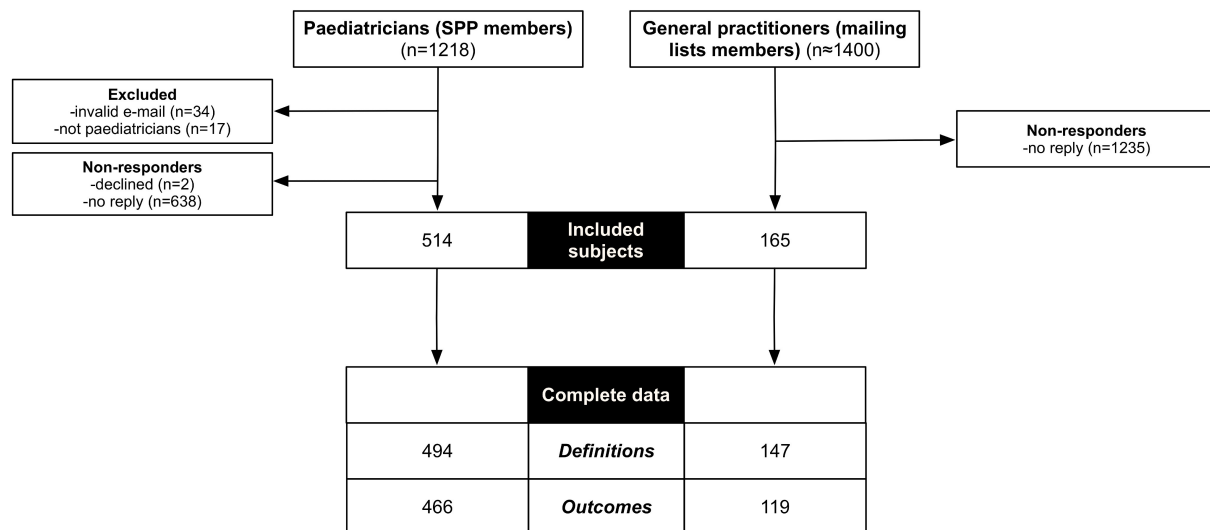 Paediatricians (SPP members)
(n=1218)
General practitioners (mailing
lists members) (n≈1400)
Excluded
-invalid e-mail (n=34)
-not paediatricians (n=17)
Non-responders
-no reply (n=1235)
Non-responders
-declined (n=2)
-no reply (n=638)
514
Included
subjects
165
Complete data
494
Definitions
147
466
Outcomes
119